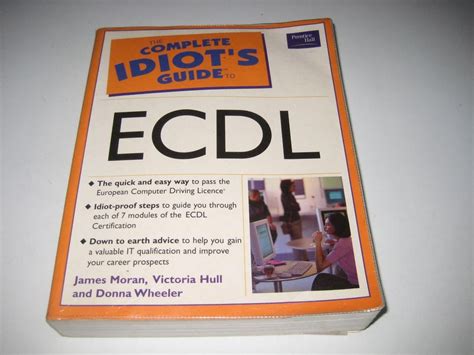 THE COMPLETE
IDIOT'S
GUIDE TO
Prentice
Hall
ECDL
The quick and easy way to pass the
European Computer Driving Licence
Idiot-proof steps to guide you through
each of 7 modules of the ECDL
Certification
Down to earth advice to help you gain
a valuable IT qualification and improve
your career prospects
James Moran, Victoria Hull
and Donna Wheeler